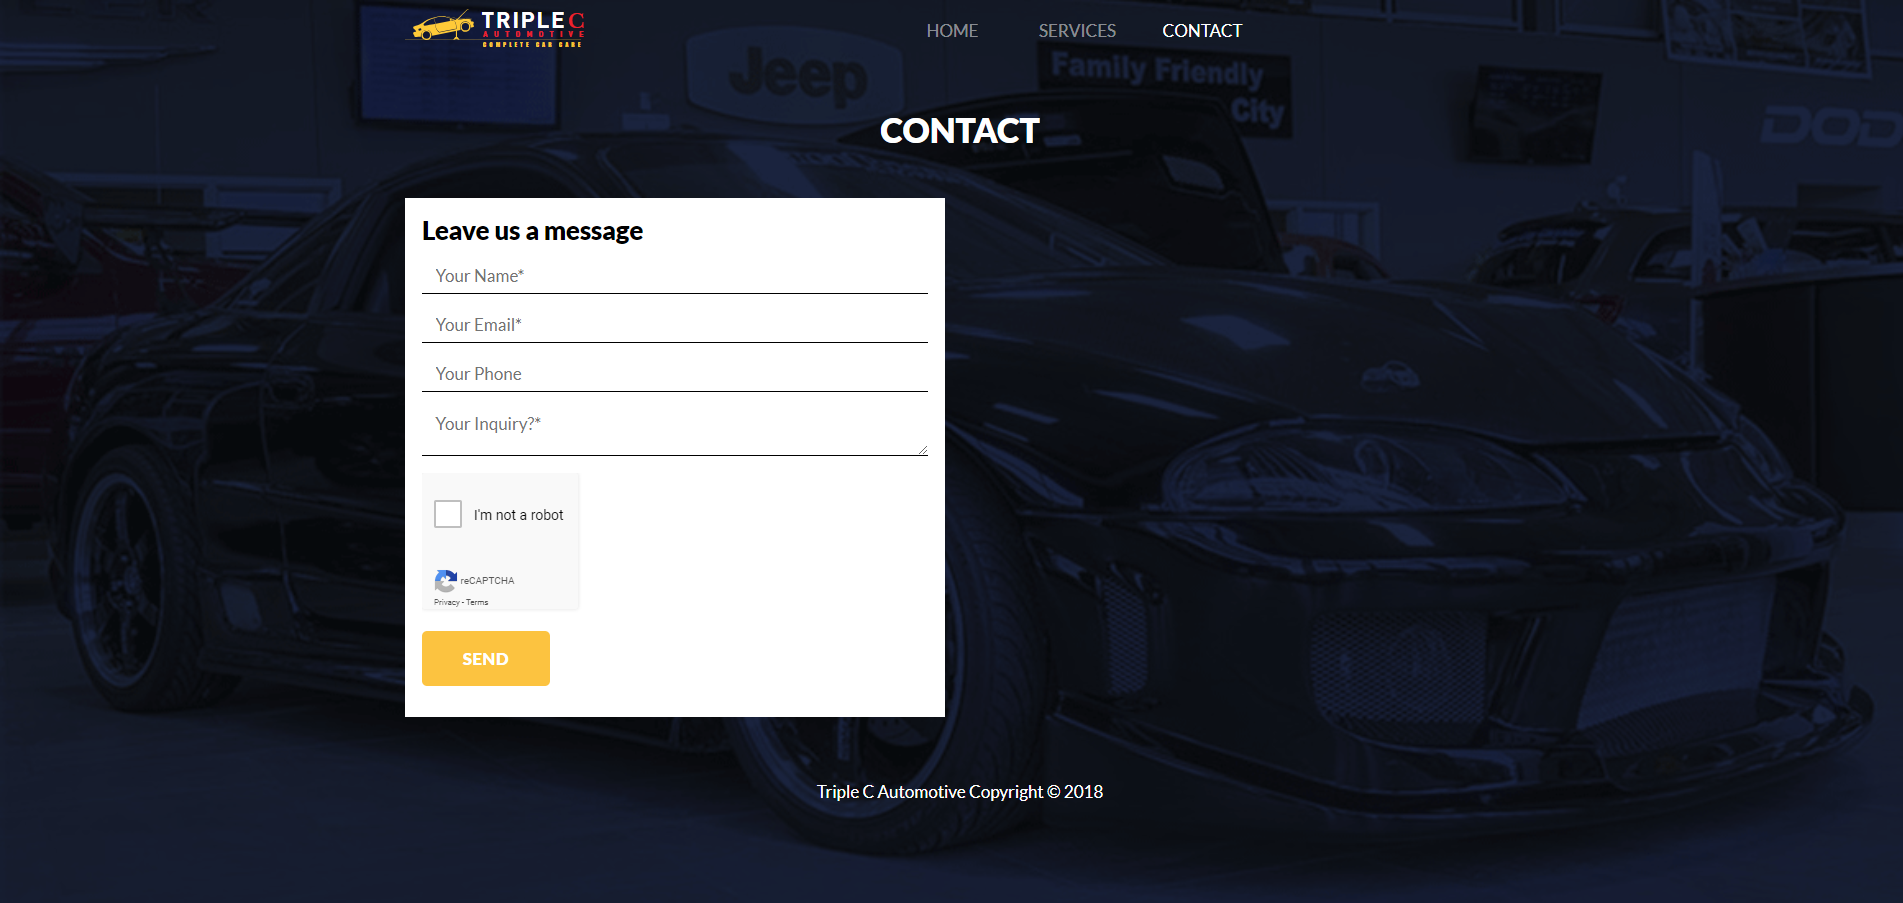 TRIPLE C
AUTOMOTIVE
COMPLETE CAR CARE
HOME
SERVICES
CONTACT
Jeep
Family Friendly
City
DOD
CONTACT
Leave us a message
Your Name*
Your Email*
Your Phone
Your Inquiry?*
I'm not a robot
reCAPTCHA
Privacy - Terms
SEND
Triple C Automotive Copyright © 2018